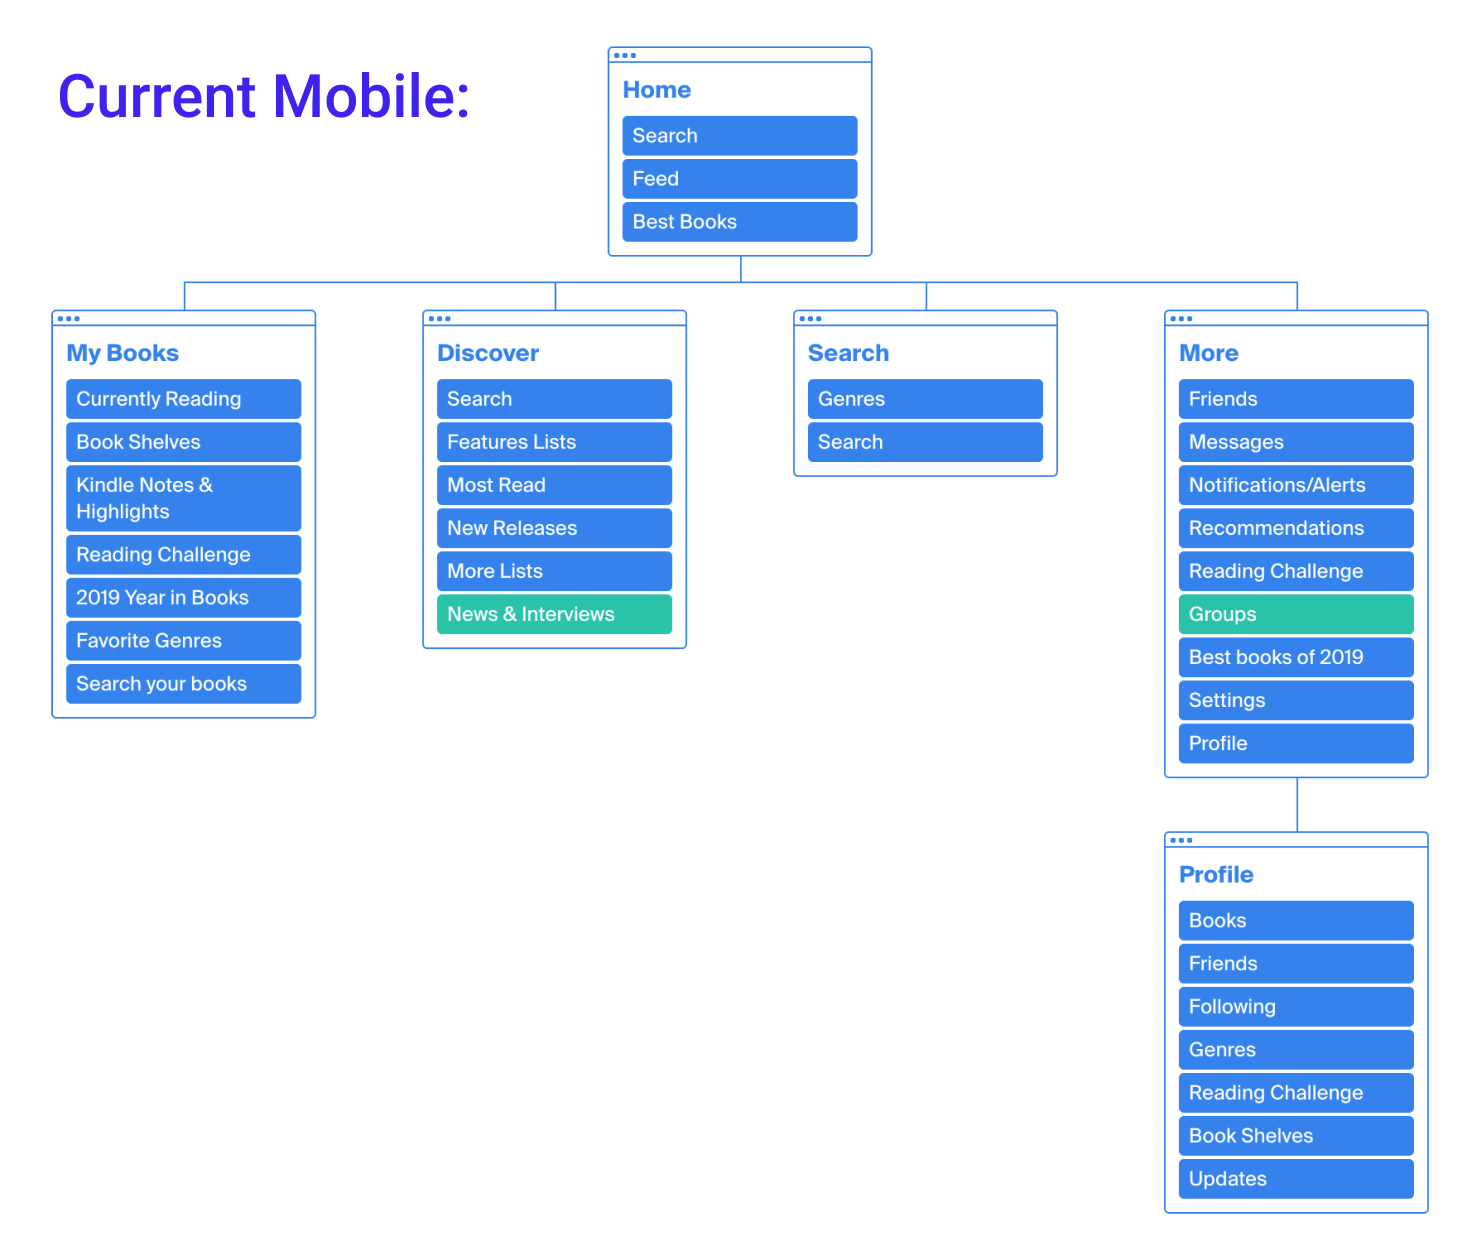 Current Mobile:
Home
Search
Feed
Best Books
My Books
Currently Reading
Book Shelves
Kindle Notes &
Highlights
Reading Challenge
2019 Year in Books
Favorite Genres
Search your books
Discover
Search
Features Lists
Most Read
New Releases
More Lists
News & Interviews
Search
Genres
Search
More
Friends
Messages
Notifications/Alerts
Recommendations
Reading Challenge
Groups
Best books of 2019
Settings
Profile
Profile
Books
Friends
Following
Genres
Reading Challenge
Book Shelves
Updates